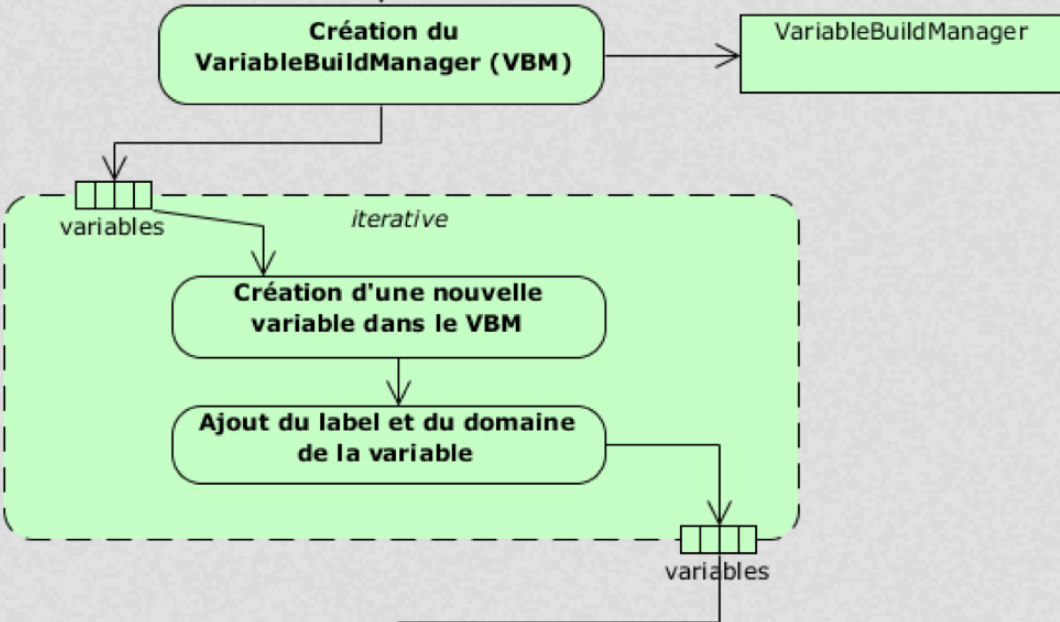 Création du
VariableBuildManager (VBM)
VariableBuildManager
variables
iterative
Création d'une nouvelle
variable dans le VBM
Ajout du label et du domaine
de la variable
variables